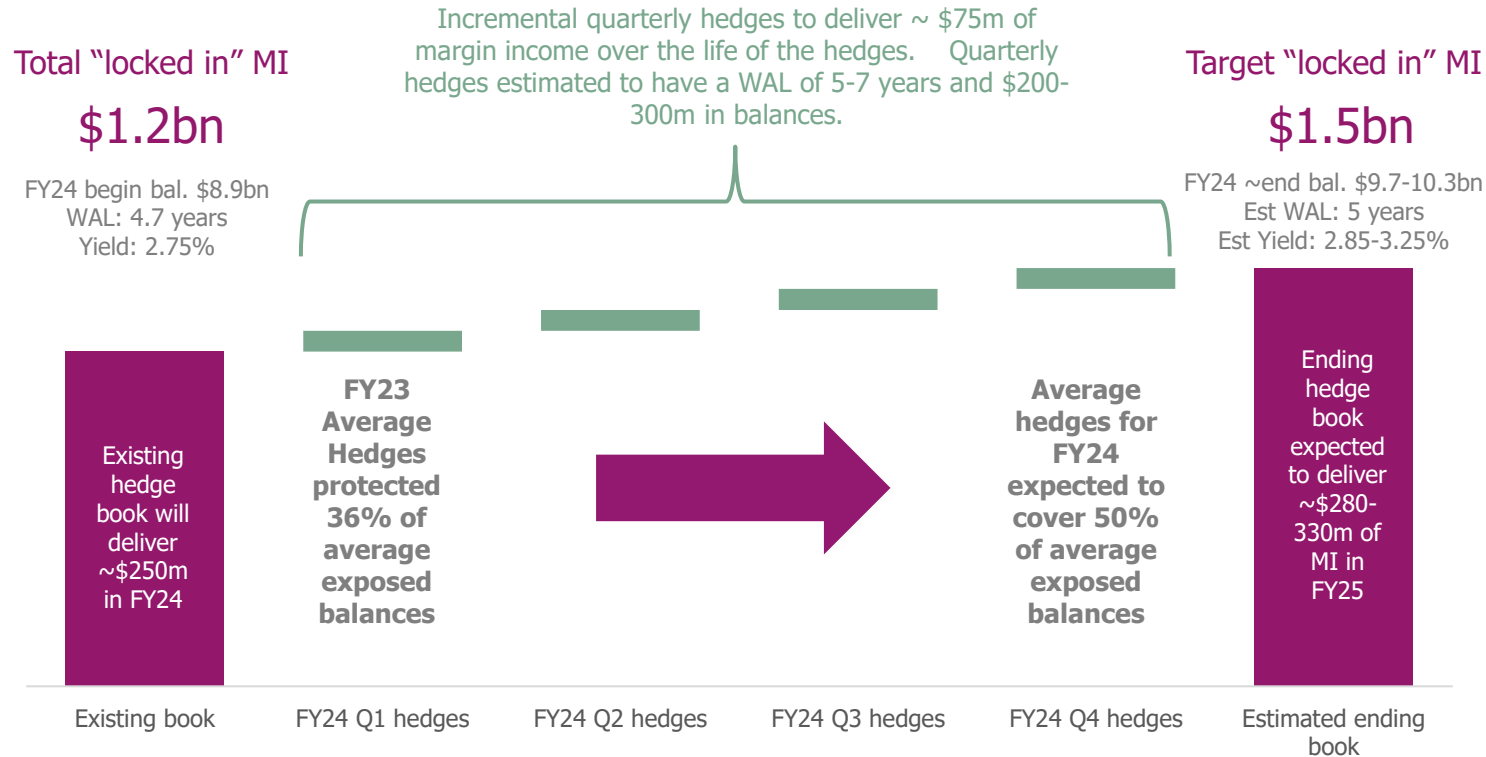 Total “locked in” MI
$1.2bn
FY24 begin bal. $8.9bn
WAL: 4.7 years
Yield: 2.75%
Incremental quarterly hedges to deliver ~ $75m of
margin income over the life of the hedges.   Quarterly
hedges estimated to have a WAL of 5-7 years and $200-
300m in balances.
Target “locked in” MI
$1.5bn
FY24 ~end bal. $9.7-10.3bn
Est WAL: 5 years
Est Yield: 2.85-3.25%
Existing
hedge
book will
deliver
~$250m
in FY24
FY23
Average
Hedges
protected
36% of
average
exposed
balances
Average
hedges for
FY24
expected to
cover 50%
of average
exposed
balances
Ending
hedge
book
expected
to deliver
~$280-
330m of
MI in
FY25
Existing book
FY24 Q1 hedges
FY24 Q2 hedges
FY24 Q3 hedges
FY24 Q4 hedges
Estimated ending
book